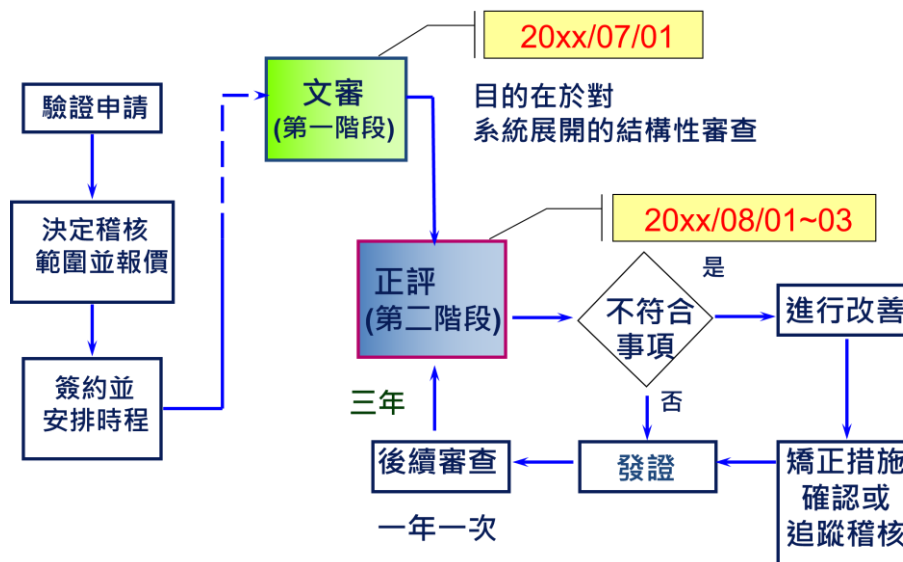 20xx/07/01
驗證申請
文審
(第一階段)
目的在於對
系統展開的結構性審查
決定稽核
範圍並報價
20xx/08/01~03
正評
(第二階段)
是
不符合
事項
進行改善
簽約並
安排時程
三年
否
後續審查
發證
矯正措施
確認或
追蹤稽核
一年一次